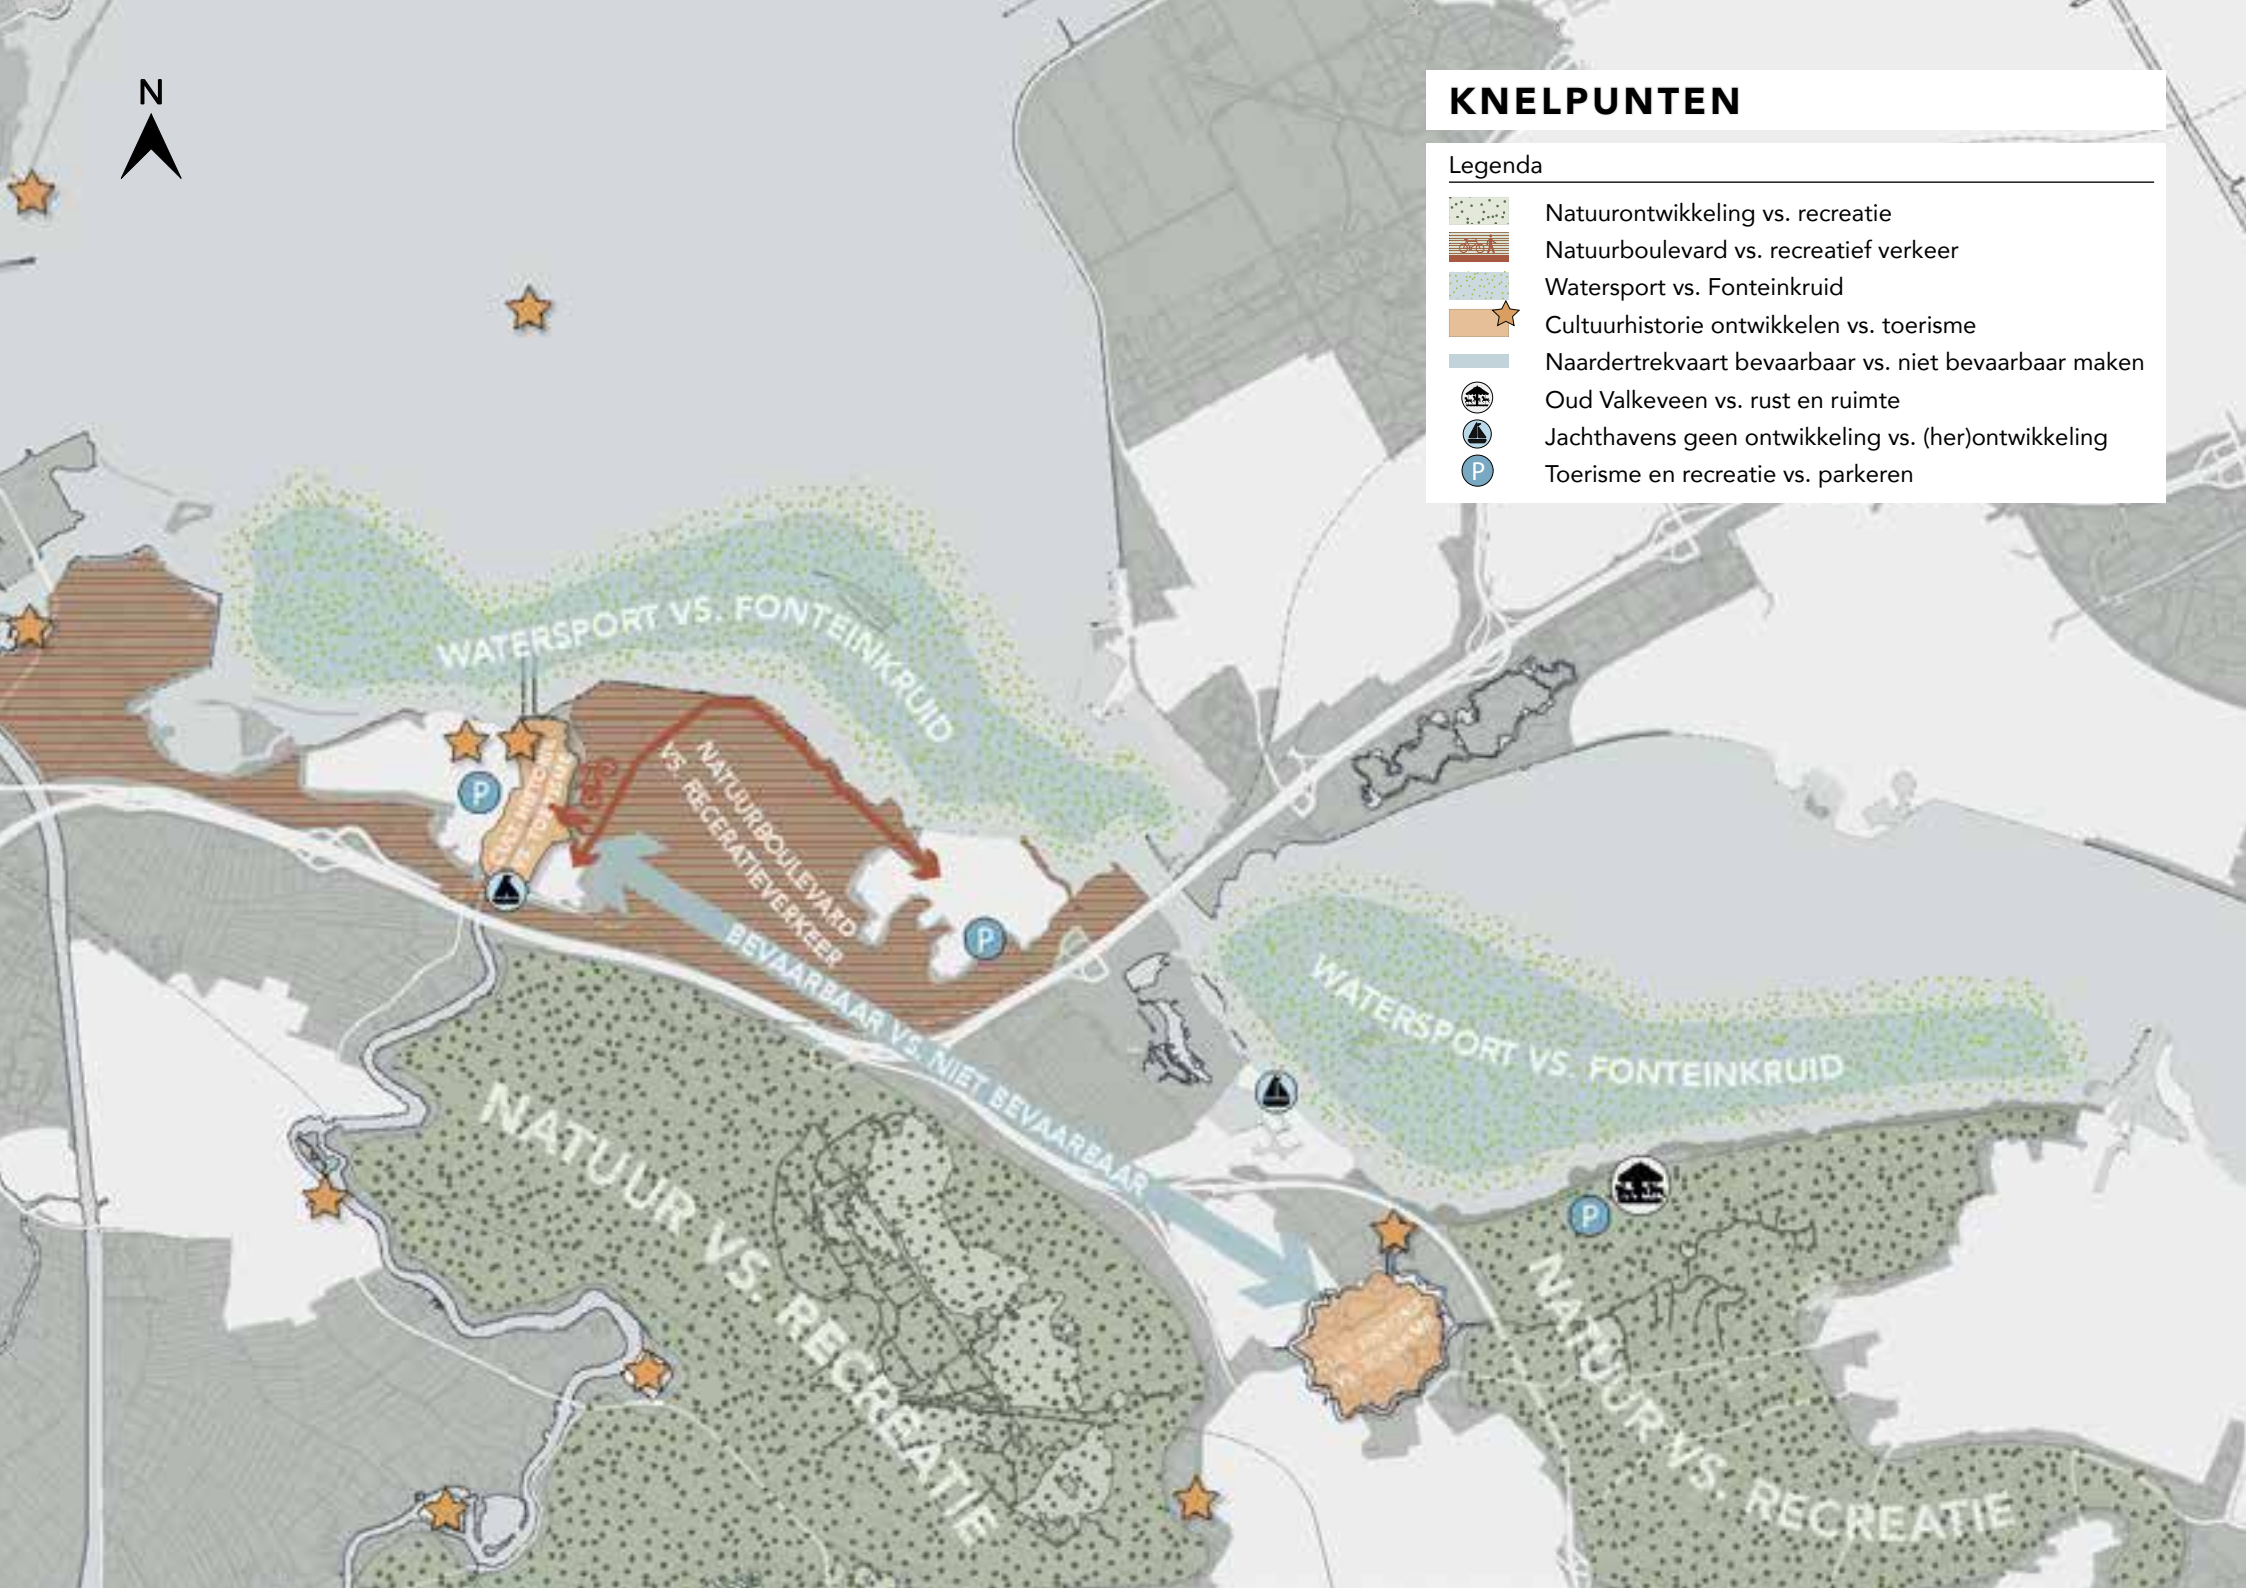 N
KNELPUNTEN
Legenda
Natuurontwikkeling vs. recreatie
Natuurboulevard vs. recreatief verkeer
Watersport vs. Fonteinkruid
Cultuurhistorie ontwikkelen vs. toerisme
Naardertrekvaart bevaarbaar vs. niet bevaarbaar maken
Oud Valkeveen vs. rust en ruimte
Jachthavens geen ontwikkeling vs. (her)ontwikkeling
P Toerisme en recreatie vs. parkeren
WATERSPORT VS. FONTEINKRUID
NATUURBOULEVARD
VS. RECERATIEVERKEER
P
P
BEVAARBAAR VS. NIET BEVAARBAAR
WATERSPORT VS. FONTEINKRUID
NATUUR VS. RECREATIE
P
NATUUR VS. RECREATIE